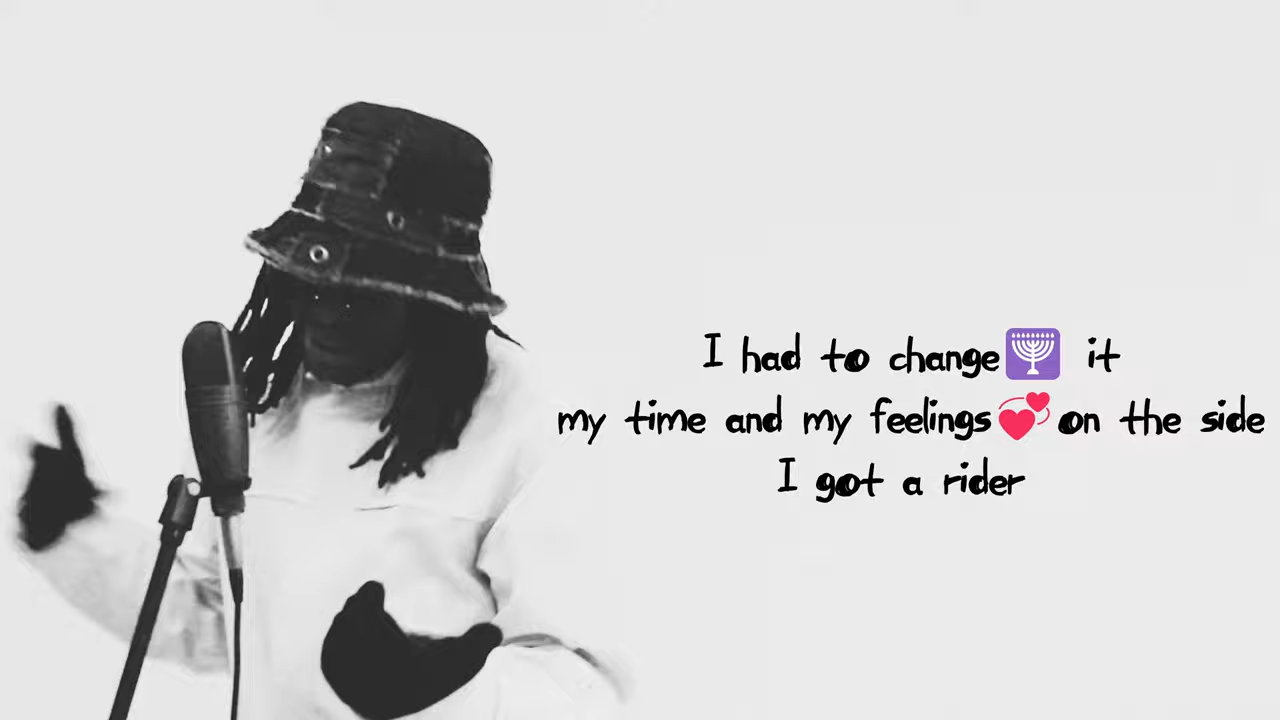 I had to change🕎 it
my time and my feelings💞on the side
I got a rider